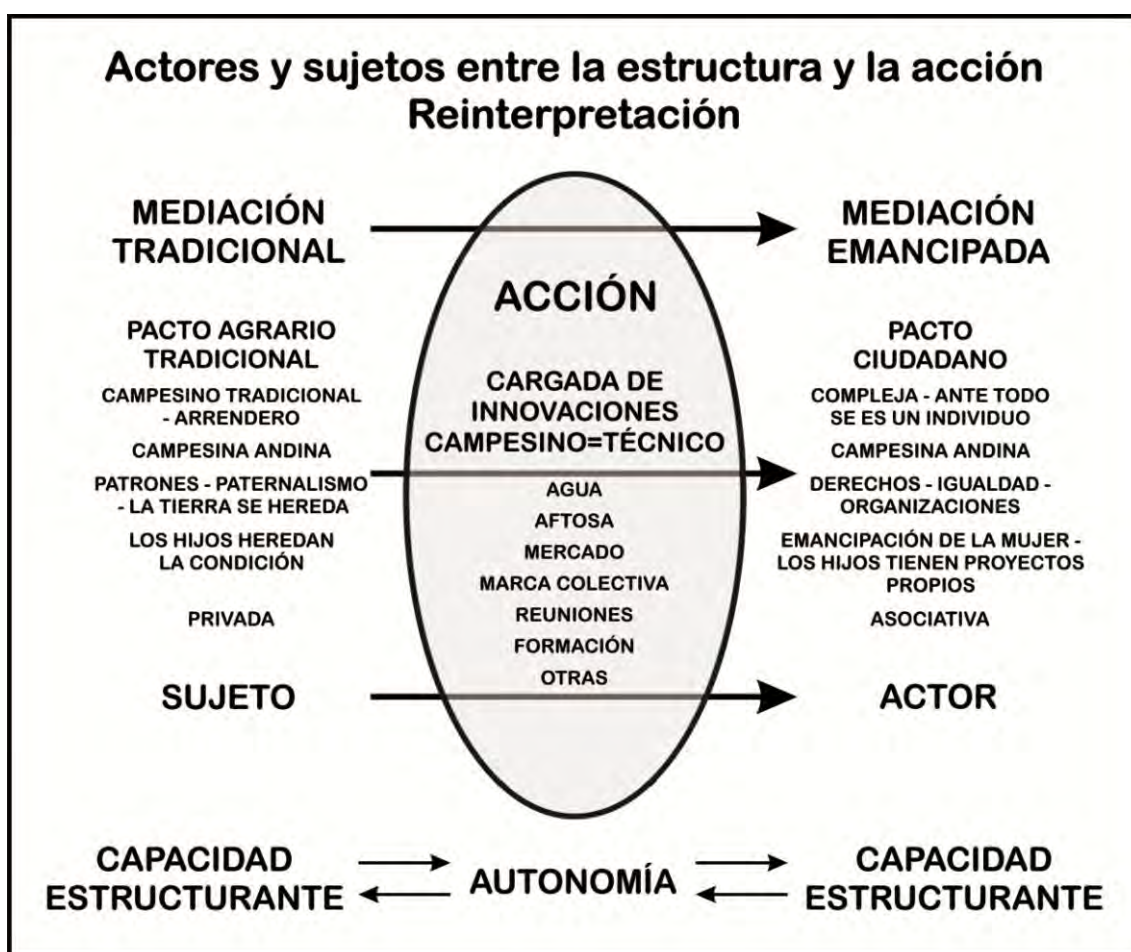 Actores y sujetos entre la estructura y la acción
Reinterpretación
MEDIACIÓN
TRADICIONAL
PACTO AGRARIO
TRADICIONAL
CAMPESINO TRADICIONAL
- ARRENDERO
CAMPESINA ANDINA
PATRONES - PATERNALISMO
- LA TIERRA SE HEREDA
LOS HIJOS HEREDAN
LA CONDICIÓN
PRIVADA
SUJETO
ACCIÓN
CARGADA DE
INNOVACIONES
CAMPESINO=TÉCNICO
AGUA
AFTOSA
MERCADO
MARCA COLECTIVA
REUNIONES
FORMACIÓN
OTRAS
MEDIACIÓN
EMANCIPADA
PACTO
CIUDADANO
COMPLEJA - ANTE TODO
SE ES UN INDIVIDUO
CAMPESINA ANDINA
DERECHOS - IGUALDAD -
ORGANIZACIONES
EMANCIPACIÓN DE LA MUJER -
LOS HIJOS TIENEN PROYECTOS
PROPIOS
ASOCIATIVA
ACTOR
CAPACIDAD
ESTRUCTURANTE
AUTONOMÍA
CAPACIDAD
ESTRUCTURANTE